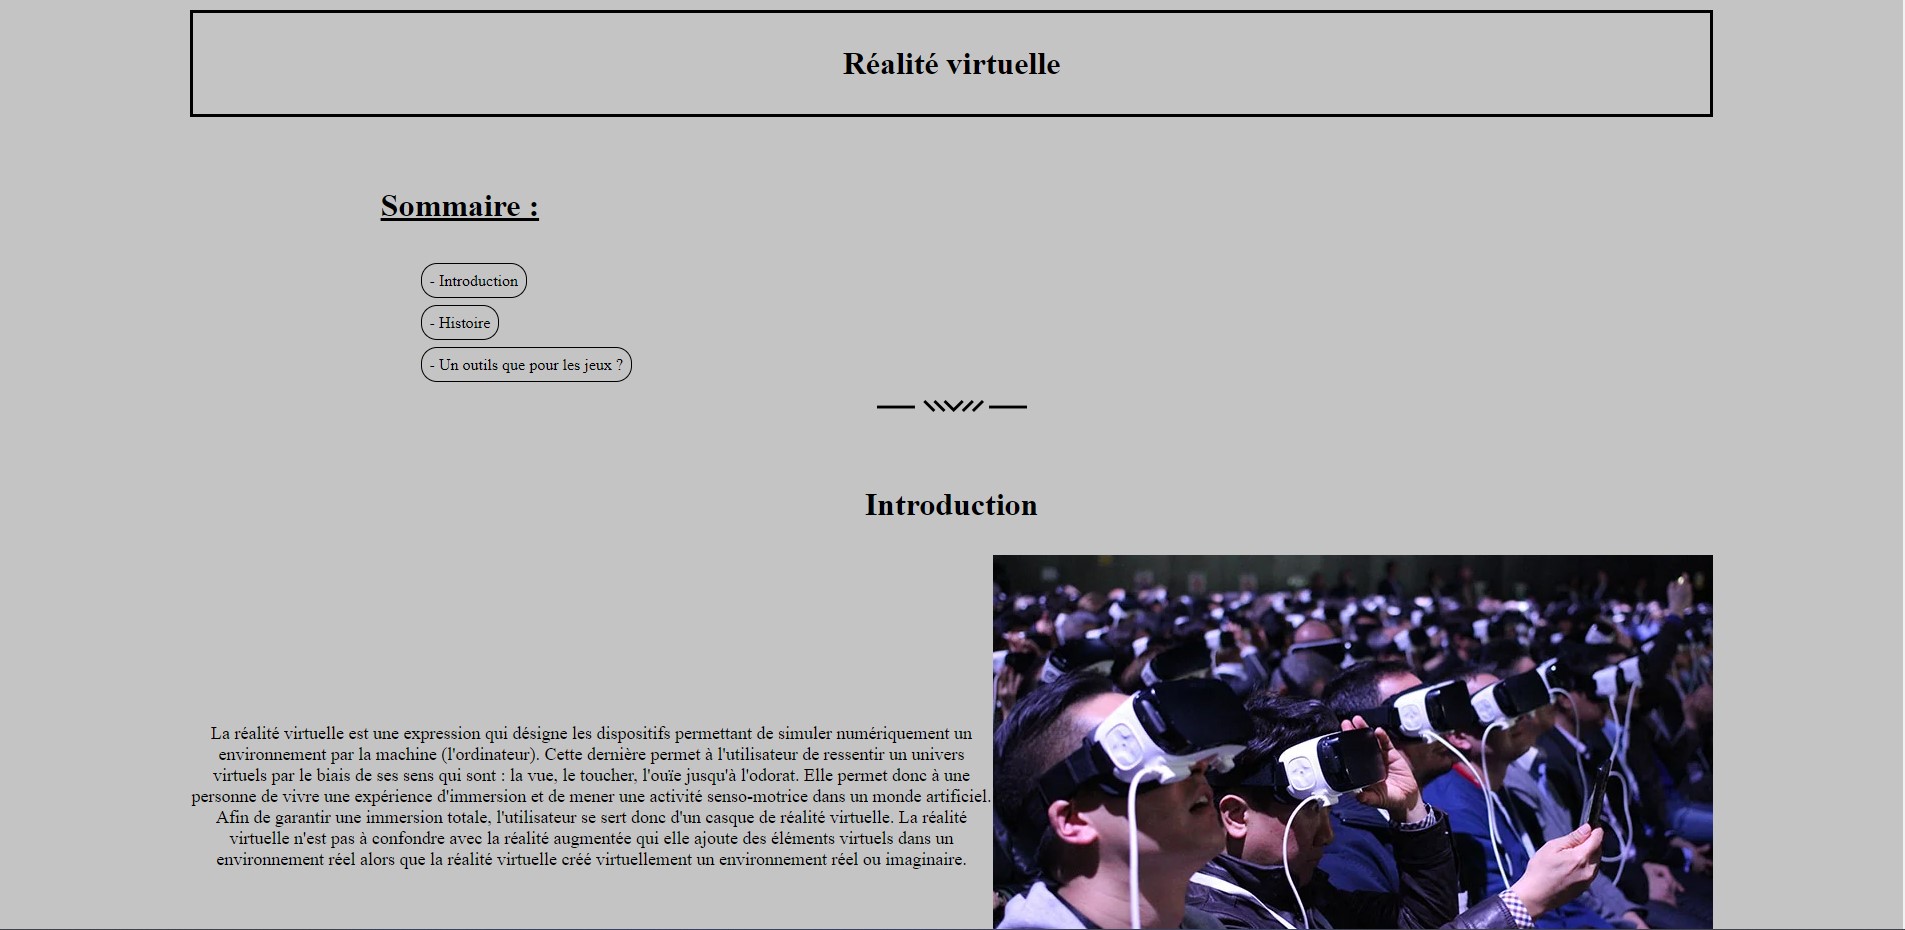 Réalité virtuelle
Sommaire :
- Introduction
- Histoire
- Un outils que pour les jeux ?
Introduction
La réalité virtuelle est une expression qui désigne les dispositifs permettant de simuler numériquement un
environnement par la machine (l'ordinateur). Cette dernière permet à l'utilisateur de ressentir un univers
virtuels par le biais de ses sens qui sont : la vue, le toucher, l'ouïe jusqu'à l'odorat. Elle permet donc à une
personne de vivre une expérience d'immersion et de mener une activité senso-motrice dans un monde artificiel.
Afin de garantir une immersion totale, l'utilisateur se sert donc d'un casque de réalité virtuelle. La réalité
virtuelle n'est pas à confondre avec la réalité augmentée qui elle ajoute des éléments virtuels dans un
environnement réel alors que la réalité virtuelle créé virtuellement un environnement réel ou imaginaire.